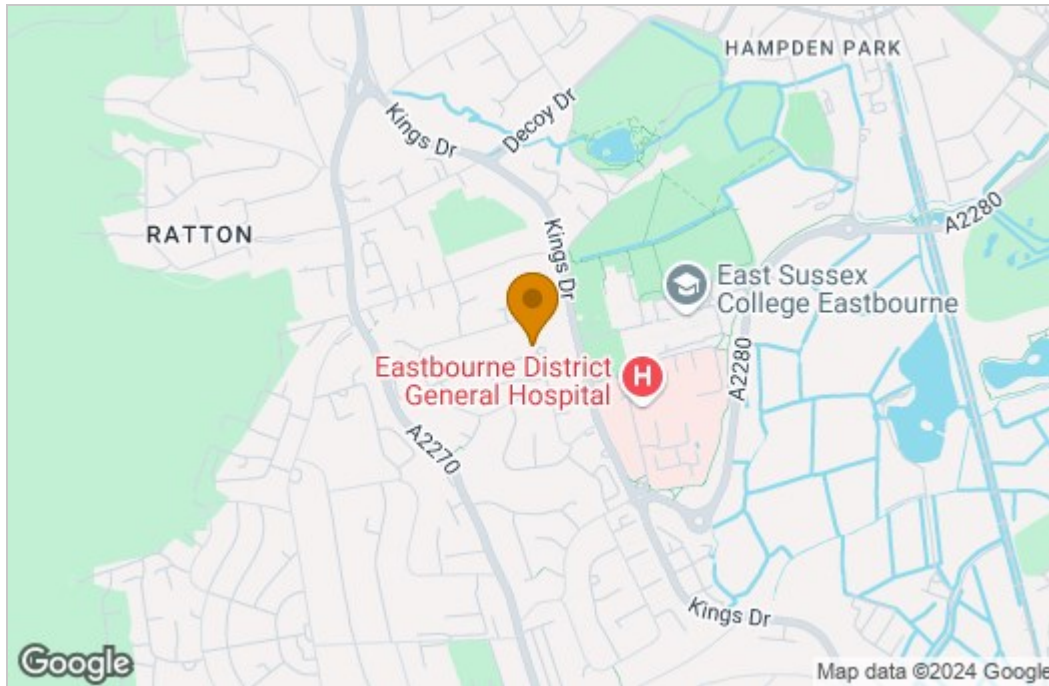 HAMPDEN PARK
Decoy Dr
Kings Dr
A2280
RATTON
Kings Dr
East Sussex
College Eastbourne
Eastbourne District
General Hospital
H
A2280
A2270
Kings Dr
Google
Map data ©2024 Google